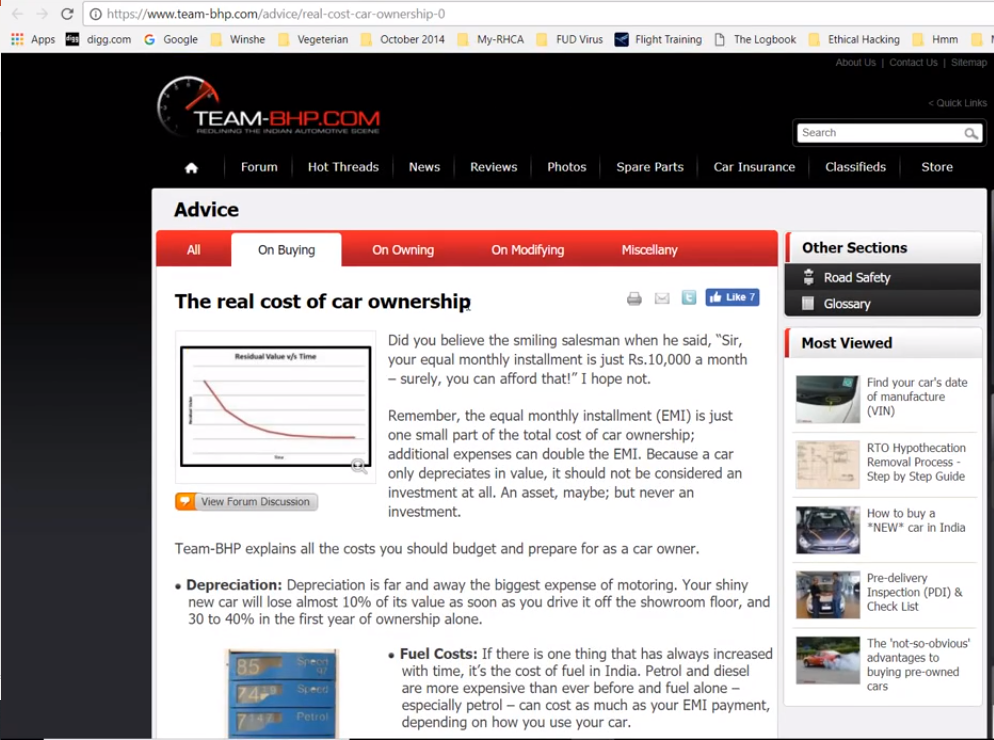 https://www.team-bhp.com/advice/real-cost-car-ownership-0
Apps digg.com Google Winshe Vegeterian October 2014 My-RHCA FUD Virus Flight Training The Logbook Ethical Hacking Hmm
About Us | Contact Us | Sitemap
TEAM-BHP.COM
REDLINING THE INDIAN AUTOMOTIVE SCENE
< Quick Links
Search
Forum Hot Threads News Reviews Photos Spare Parts Car Insurance Classifieds Store
Advice
All On Buying On Owning On Modifying Miscellany
The real cost of car ownership
Like 7
Residual Value v/s Time
Residual Value
Time
View Forum Discussion
Did you believe the smiling salesman when he said, “Sir,
your equal monthly installment is just Rs.10,000 a month
– surely, you can afford that!” I hope not.
Remember, the equal monthly installment (EMI) is just
one small part of the total cost of car ownership;
additional expenses can double the EMI. Because a car
only depreciates in value, it should not be considered an
investment at all. An asset, maybe; but never an
investment.
Team-BHP explains all the costs you should budget and prepare for as a car owner.
• Depreciation: Depreciation is far and away the biggest expense of motoring. Your shiny
new car will lose almost 10% of its value as soon as you drive it off the showroom floor, and
30 to 40% in the first year of ownership alone.
85 Speed
97
Speed
Petrol
• Fuel Costs: If there is one thing that has always increased
with time, it’s the cost of fuel in India. Petrol and diesel
are more expensive than ever before and fuel alone –
especially petrol – can cost as much as your EMI payment,
depending on how you use your car.
Other Sections
Road Safety
Glossary
Most Viewed
Find your car's date
of manufacture
(VIN)
RTO Hypothecation
Removal Process -
Step by Step Guide
How to buy a
*NEW* car in India
Pre-delivery
Inspection (PDI) &
Check List
The 'not-so-obvious'
advantages to
buying pre-owned
cars